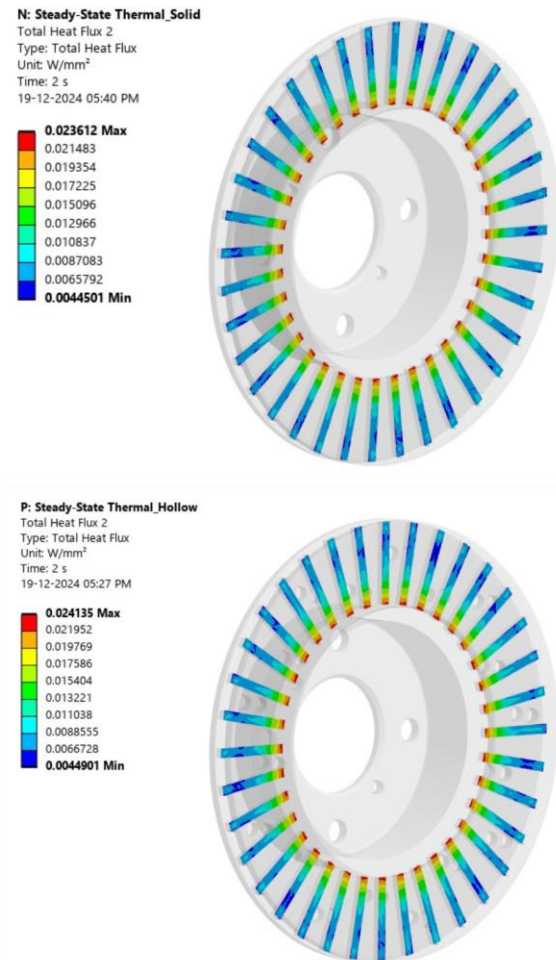 N: Steady-State Thermal_Solid
Total Heat Flux 2
Type: Total Heat Flux
Unit: W/mm²
Time: 2 s
19-12-2024 05:40 PM
0.023612 Max
0.021483
0.019354
0.017225
0.015096
0.012966
0.010837
0.0087083
0.0065792
0.0044501 Min
P: Steady-State Thermal_Hollow
Total Heat Flux 2
Type: Total Heat Flux
Unit: W/mm²
Time: 2 s
19-12-2024 05:27 PM
0.024135 Max
0.021952
0.019769
0.017586
0.015404
0.013221
0.011038
0.0088555
0.0066728
0.0044901 Min